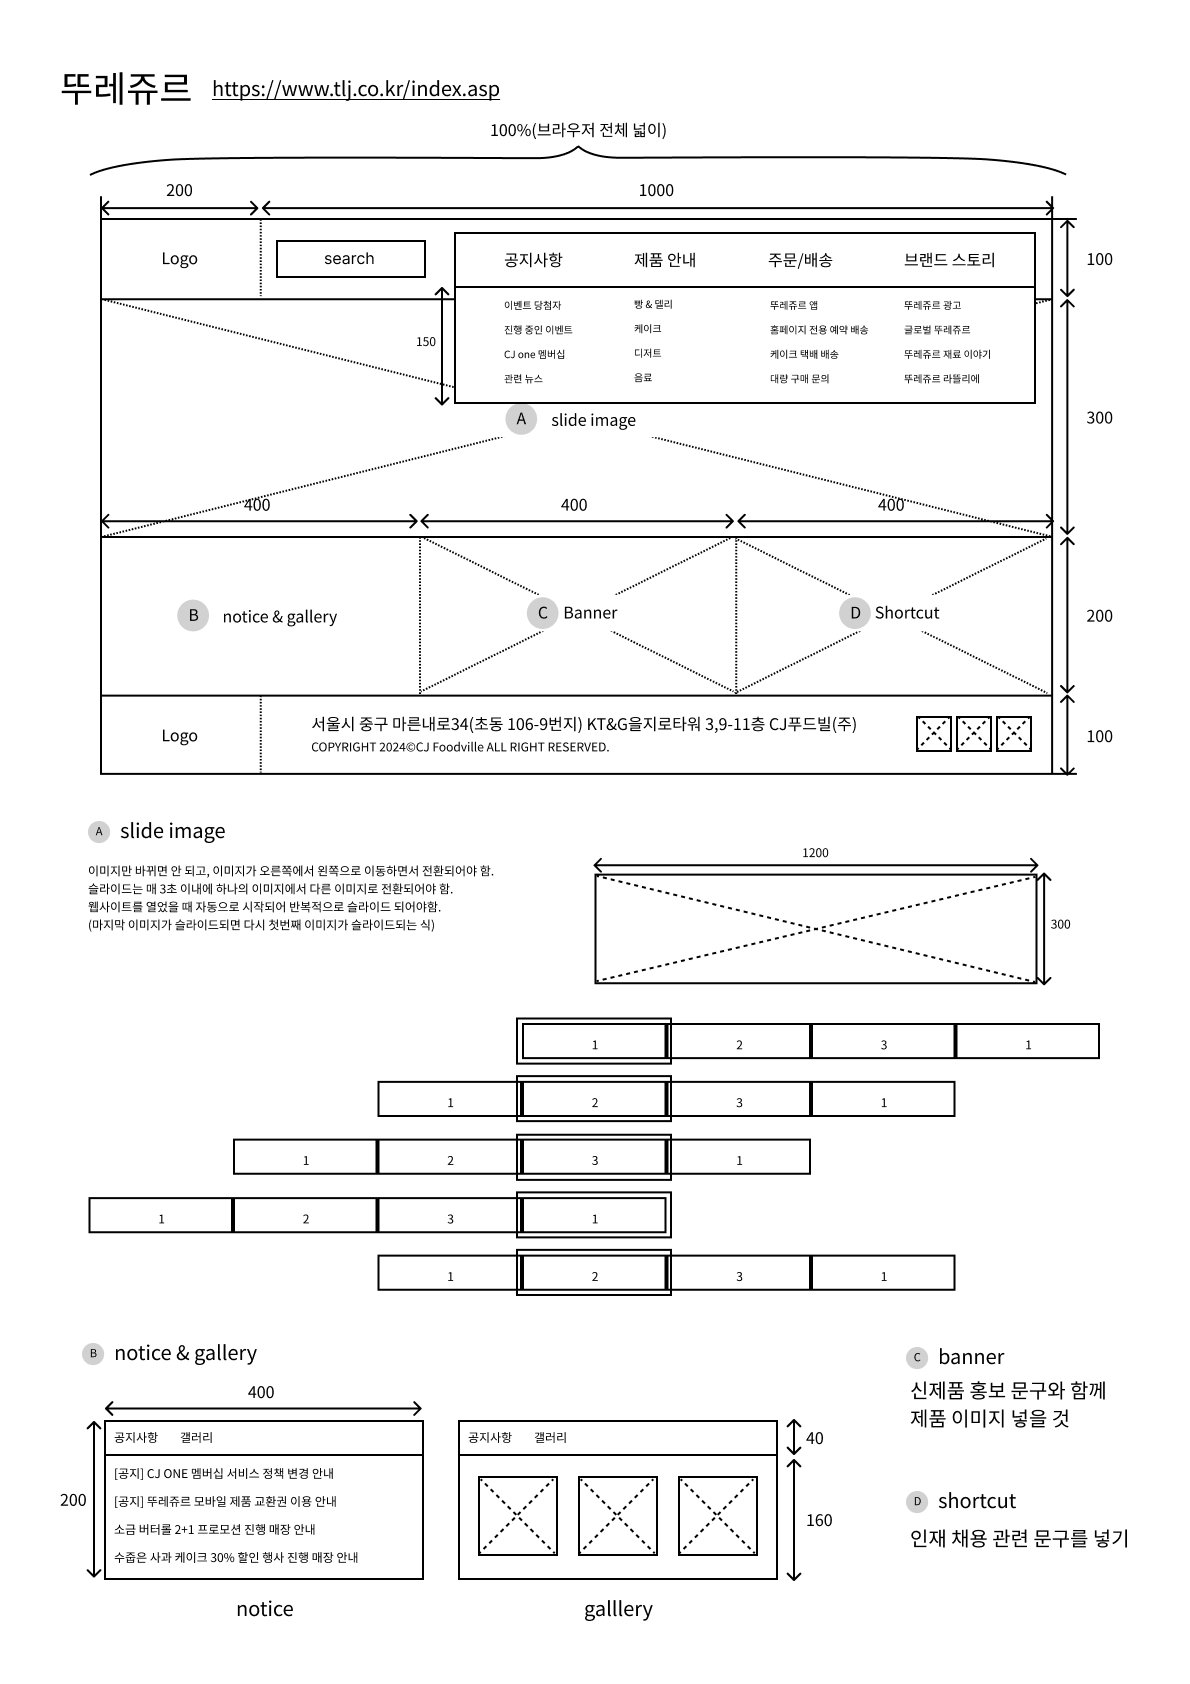 뚜레쥬르 https://www.tlj.co.kr/index.asp
100%(브라우저 전체 넓이)
200 1000
Logo search 공지사항 제품 안내 주문/배송 브랜드 스토리 100
이벤트 당첨자 빵 & 델리 뚜레쥬르 앱 뚜레쥬르 광고
진행 중인 이벤트 케이크 홈페이지 전용 예약 배송 글로벌 뚜레쥬르
150
CJ one 멤버십 디저트 케이크 택배 배송 뚜레쥬르 재료 이야기
관련 뉴스 음료 대량 구매 문의 뚜레쥬르 라뜰리에
A slide image 300
400 400 400
B notice & gallery C Banner D Shortcut 200
Logo 서울시 중구 마른내로34(초동 106-9번지) KT&G을지로타워 3,9-11층 CJ푸드빌(주) 100
COPYRIGHT 2024©CJ Foodville ALL RIGHT RESERVED.
A slide image
이미지만 바뀌면 안 되고, 이미지가 오른쪽에서 왼쪽으로 이동하면서 전환되어야 함.
슬라이드는 매 3초 이내에 하나의 이미지에서 다른 이미지로 전환되어야 함.
웹사이트를 열었을 때 자동으로 시작되어 반복적으로 슬라이드 되어야함.
(마지막 이미지가 슬라이드되면 다시 첫번째 이미지가 슬라이드되는 식)
1200
300
1 2 3 1
1 2 3 1
1 2 3 1
1 2 3 1
1 2 3 1
B notice & gallery
400
200
공지사항 갤러리
[공지] CJ ONE 멤버십 서비스 정책 변경 안내
[공지] 뚜레쥬르 모바일 제품 교환권 이용 안내
소금 버터롤 2+1 프로모션 진행 매장 안내
수줍은 사과 케이크 30% 할인 행사 진행 매장 안내
notice
공지사항 갤러리
40
160
galllery
C banner
신제품 홍보 문구와 함께
제품 이미지 넣을 것
D shortcut
인재 채용 관련 문구를 넣기